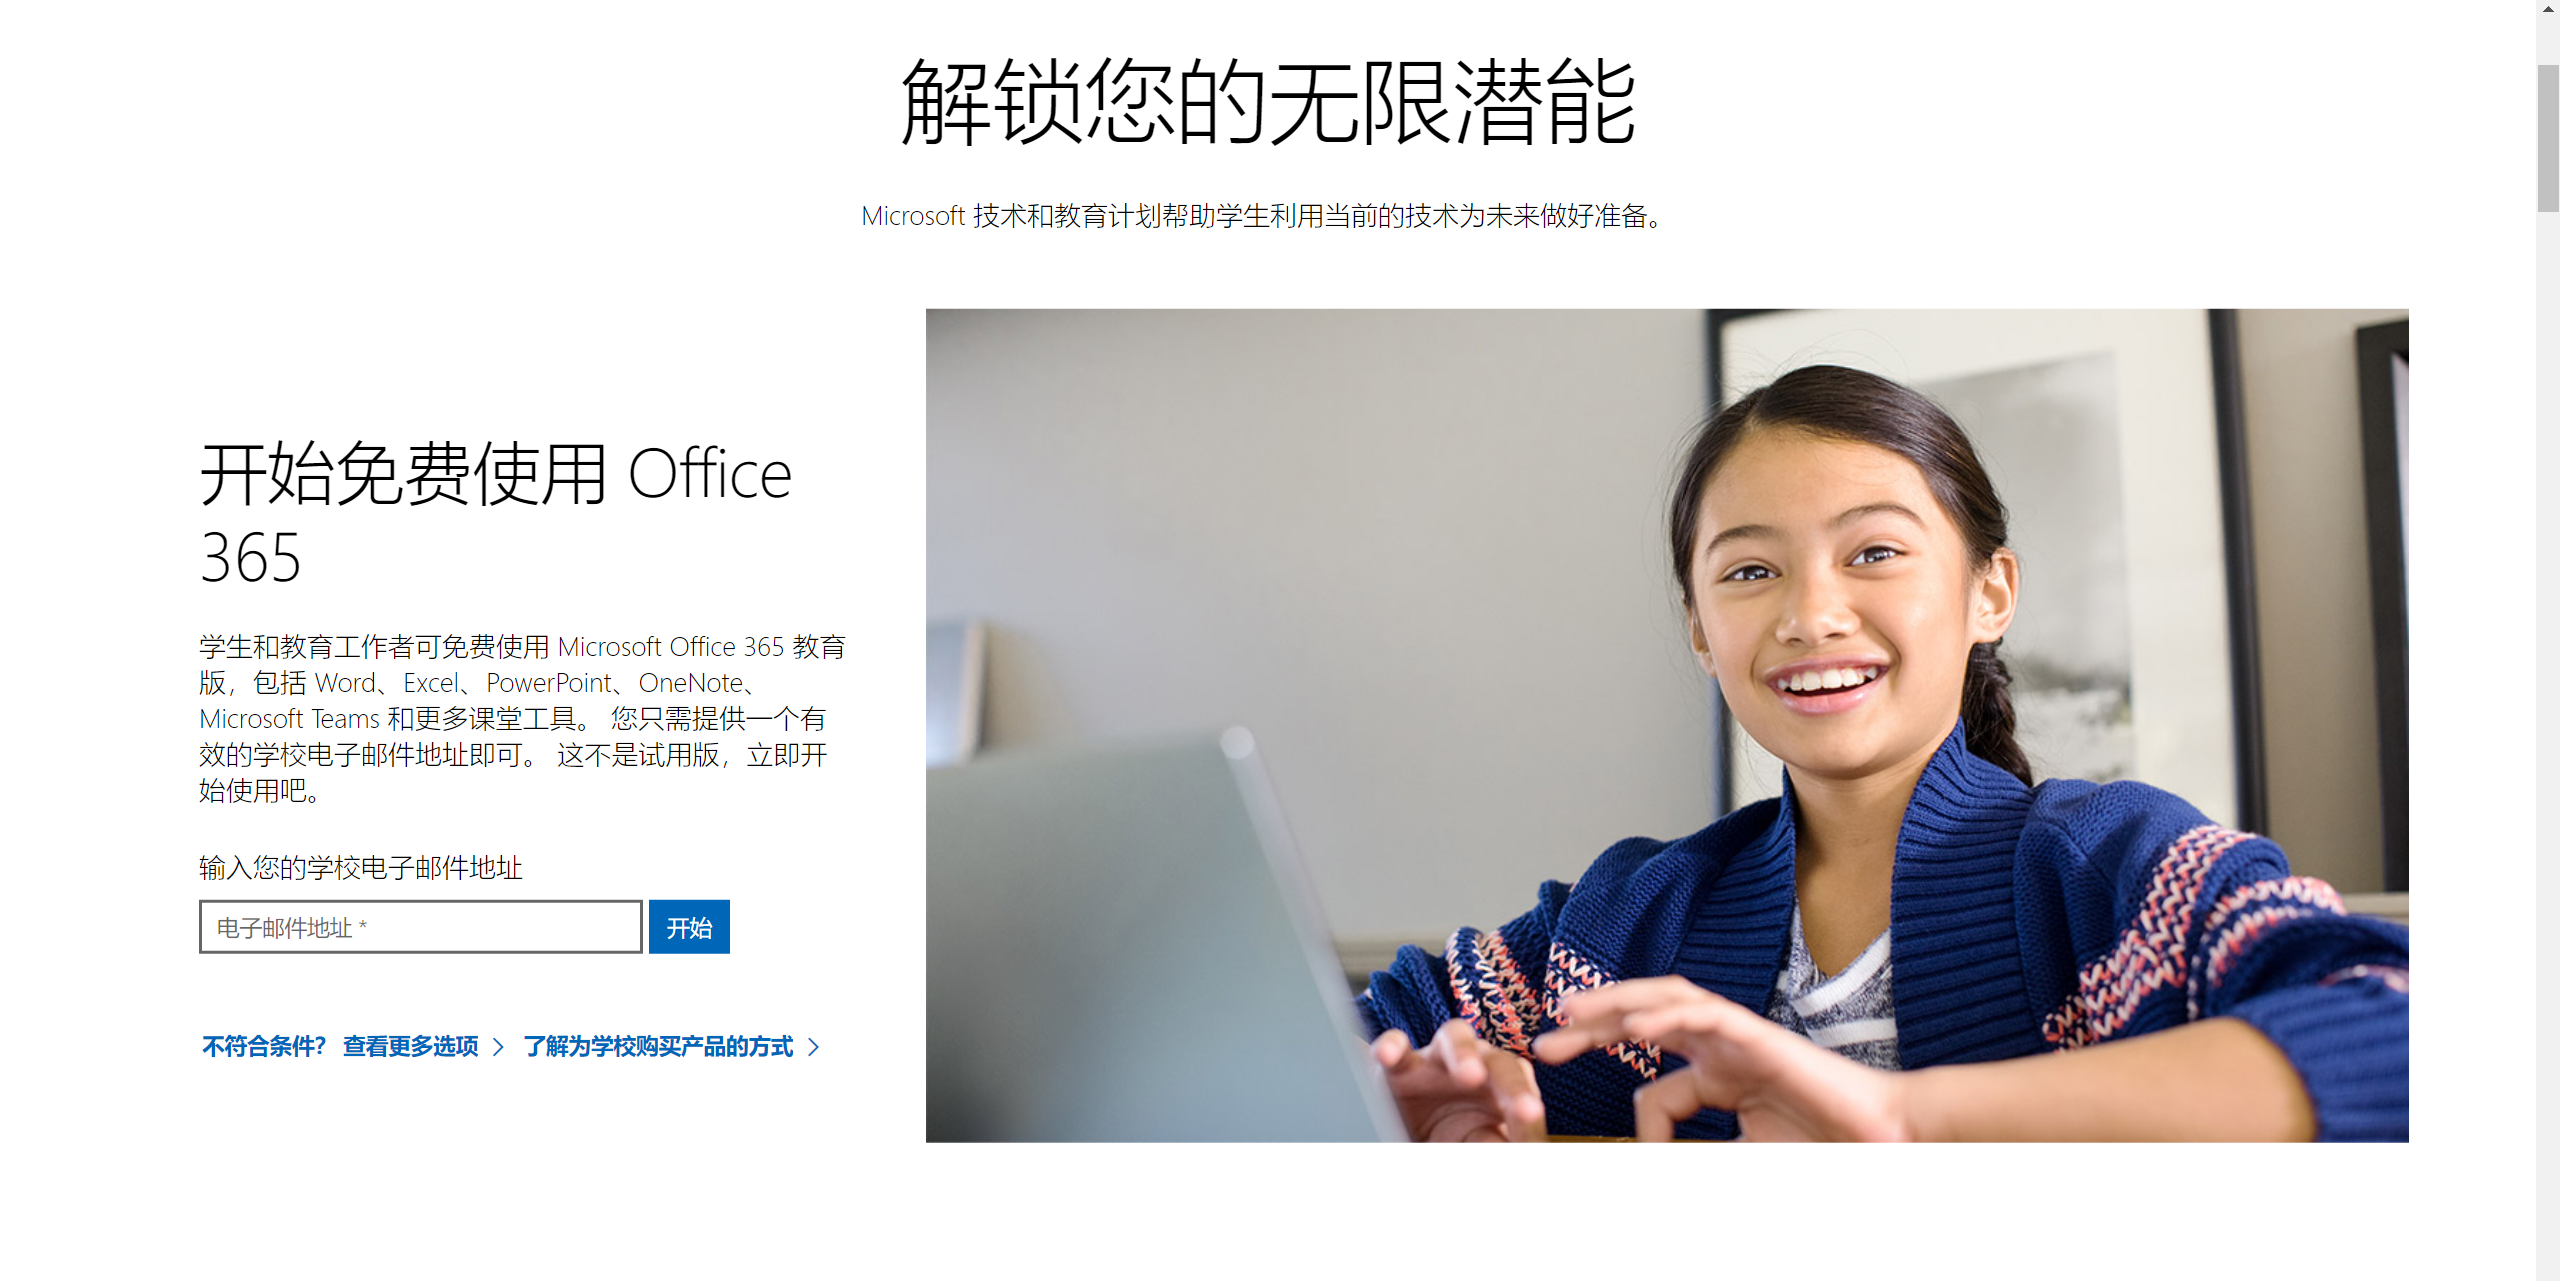 解锁您的无限潜能
Microsoft 技术和教育计划帮助学生利用当前的技术为未来做好准备。
开始免费使用 Office
365
学生和教育工作者可免费使用 Microsoft Office 365 教育
版，包括 Word、Excel、PowerPoint、OneNote、
Microsoft Teams 和更多课堂工具。 您只需提供一个有
效的学校电子邮件地址即可。 这不是试用版，立即开
始使用吧。
输入您的学校电子邮件地址
电子邮件地址 * 开始
不符合条件？ 查看更多选项 > 了解为学校购买产品的方式 >